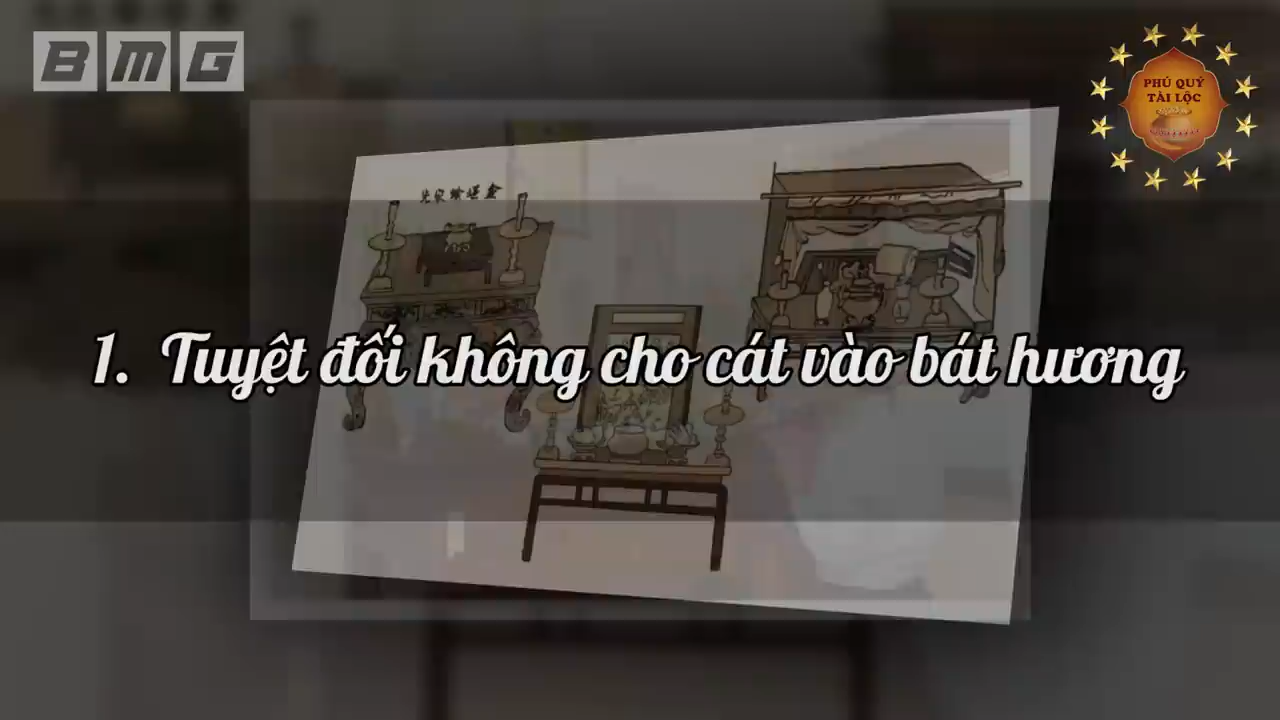 BMG
PHÚ QUÝ
TÀI LỘC
1. Tuyệt đối không cho cát vào bát hương